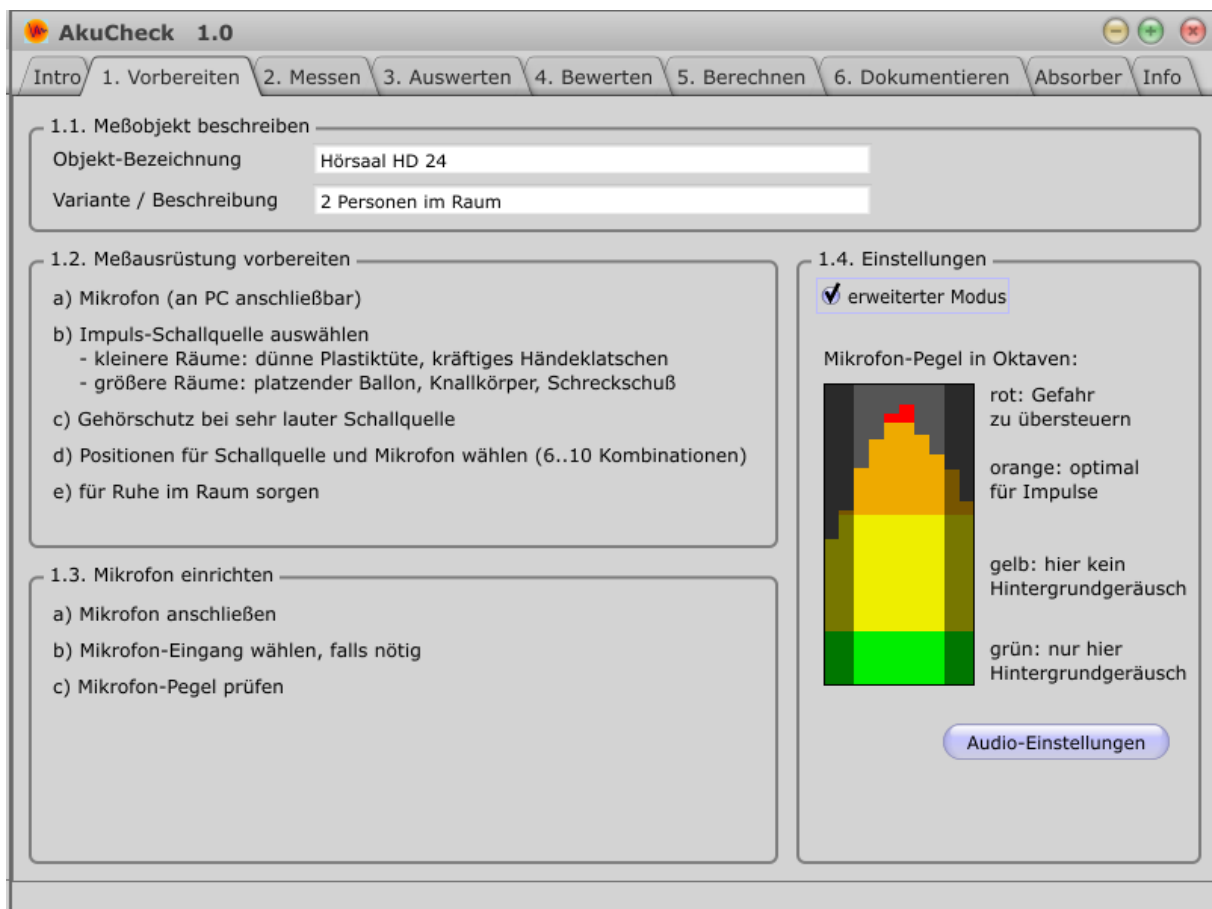 AkuCheck 1.0
Intro
1. Vorbereiten
2. Messen
3. Auswerten
4. Bewerten
5. Berechnen
6. Dokumentieren
Absorber
Info
1.1. Meßobjekt beschreiben
Objekt-Bezeichnung
Hörsaal HD 24
Variante / Beschreibung
2 Personen im Raum
1.2. Meßausrüstung vorbereiten
a) Mikrofon (an PC anschließbar)
b) Impuls-Schallquelle auswählen
- kleinere Räume: dünne Plastiktüte, kräftiges Händeklatschen
- größere Räume: platzender Ballon, Knallkörper, Schreckschuß
c) Gehörschutz bei sehr lauter Schallquelle
d) Positionen für Schallquelle und Mikrofon wählen (6..10 Kombinationen)
e) für Ruhe im Raum sorgen
1.3. Mikrofon einrichten
a) Mikrofon anschließen
b) Mikrofon-Eingang wählen, falls nötig
c) Mikrofon-Pegel prüfen
1.4. Einstellungen
erweiterter Modus
Mikrofon-Pegel in Oktaven:
rot: Gefahr
zu übersteuern
orange: optimal
für Impulse
gelb: hier kein
Hintergrundgeräusch
grün: nur hier
Hintergrundgeräusch
Audio-Einstellungen